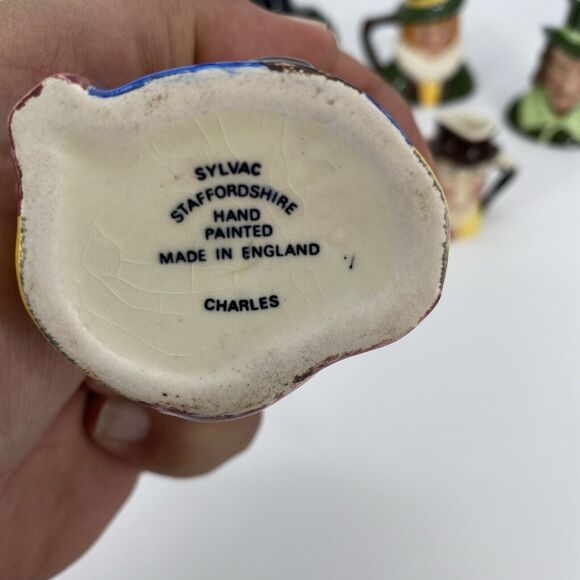 SYLVAC
STAFFORDSHIRE
HAND
PAINTED
MADE IN ENGLAND
CHARLES